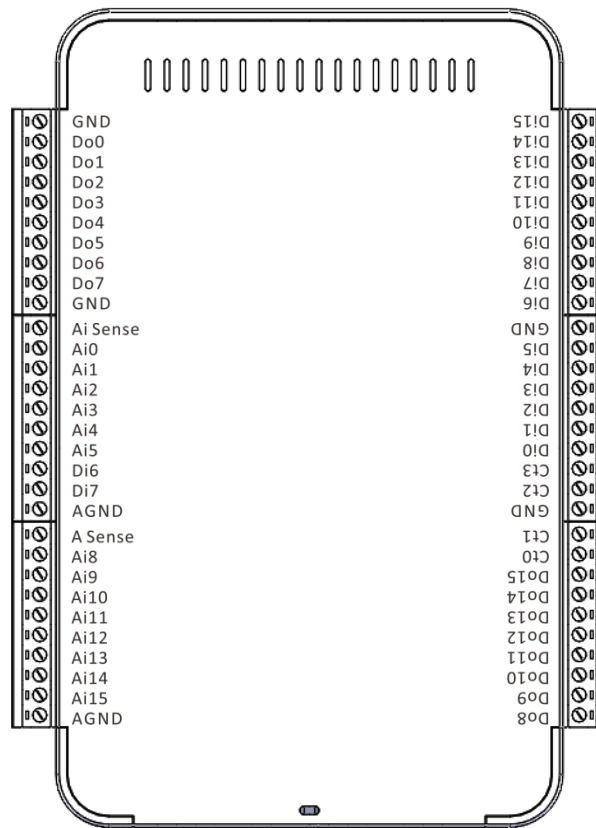 GND
Do0
Do1
Do2
Do3
Do4
Do5
Do6
Do7
GND
Ai Sense
Ai0
Ai1
Ai2
Ai3
Ai4
Ai5
Di6
Di7
AGND
A Sense
Ai8
Ai9
Ai10
Ai11
Ai12
Ai13
Ai14
Ai15
AGND
Di15
Di14
Di13
Di12
Di11
Di10
Di9
Di8
Di7
Di6
GND
Di5
Di4
Di3
Di2
Di1
Di0
Ct3
Ct2
GND
Ct1
Ct0
Do15
Do14
Do13
Do12
Do11
Do10
Do9
Do8